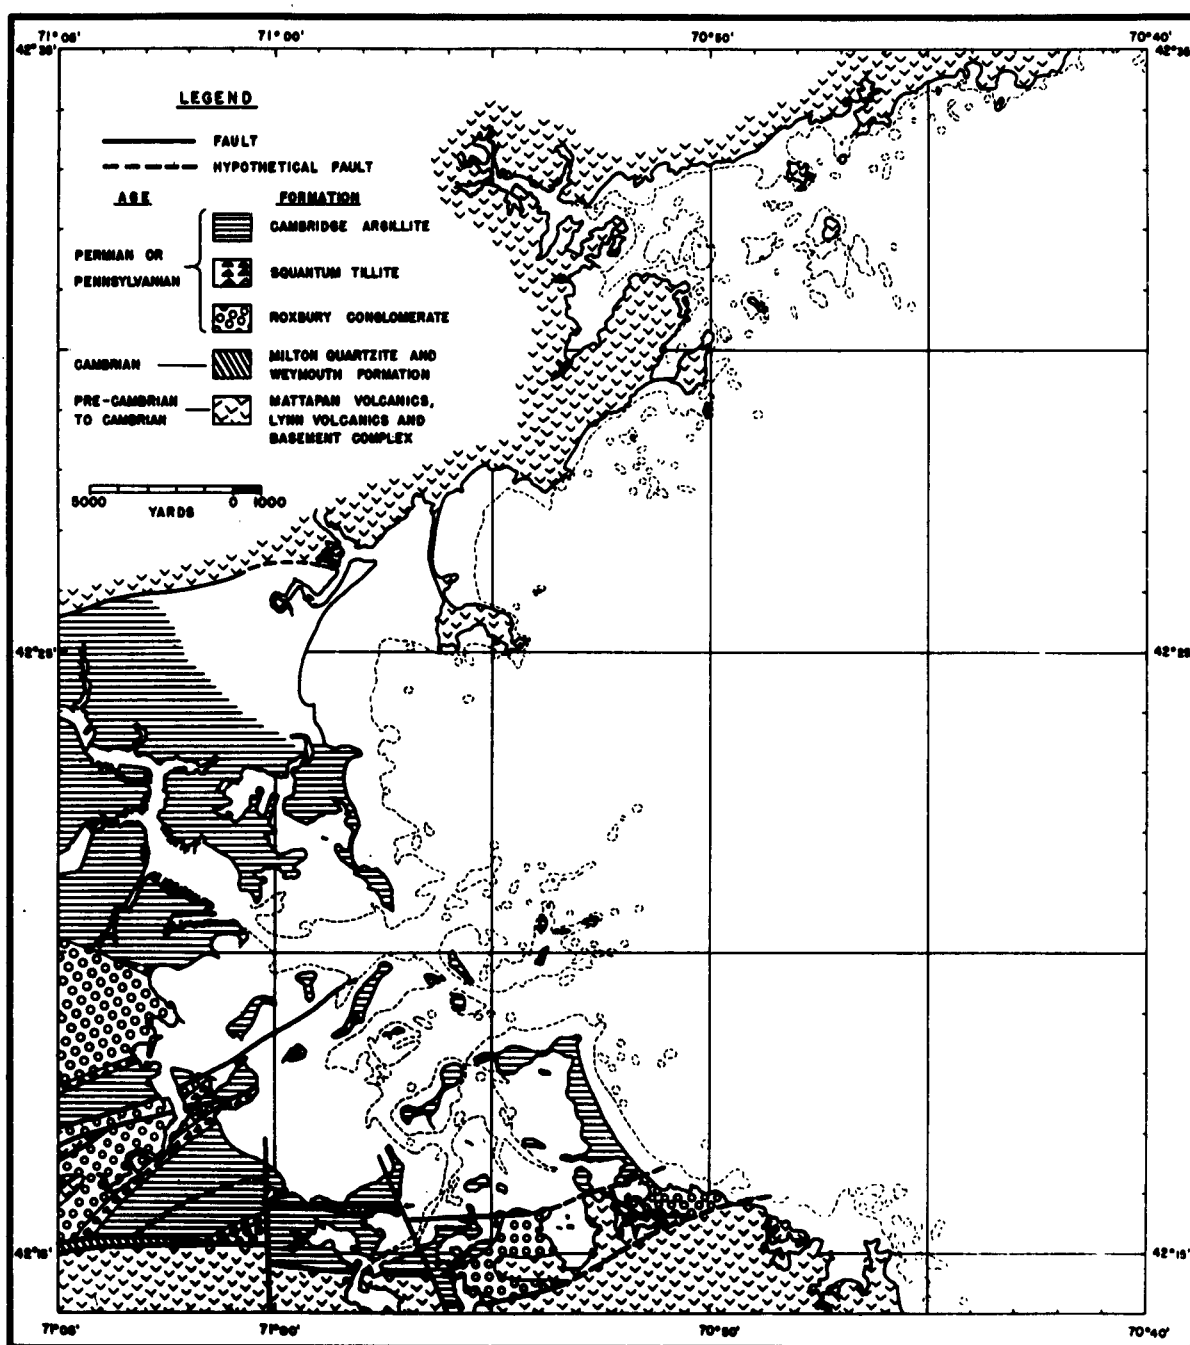 71° 05' 71° 00' 70° 50' 70° 40'
42° 35' 42° 35'
LEGEND
FAULT
HYPOTHETICAL FAULT
AGE FORMATION
CAMBRIDGE ARGILLITE
PERMIAN OR
PENNSYLVANIAN
SQUANTUM TILLITE
ROXBURY CONGLOMERATE
CAMBRIAN
MILTON QUARTZITE AND
WEYMOUTH FORMATION
PRE-CAMBRIAN
TO CAMBRIAN
MATTAPAN VOLCANICS,
LYNN VOLCANICS AND
BASEMENT COMPLEX
5000 0 1000
YARDS
42° 25' 42° 25'
42° 15' 42° 15'
71° 05' 71° 00' 70° 50' 70° 40'